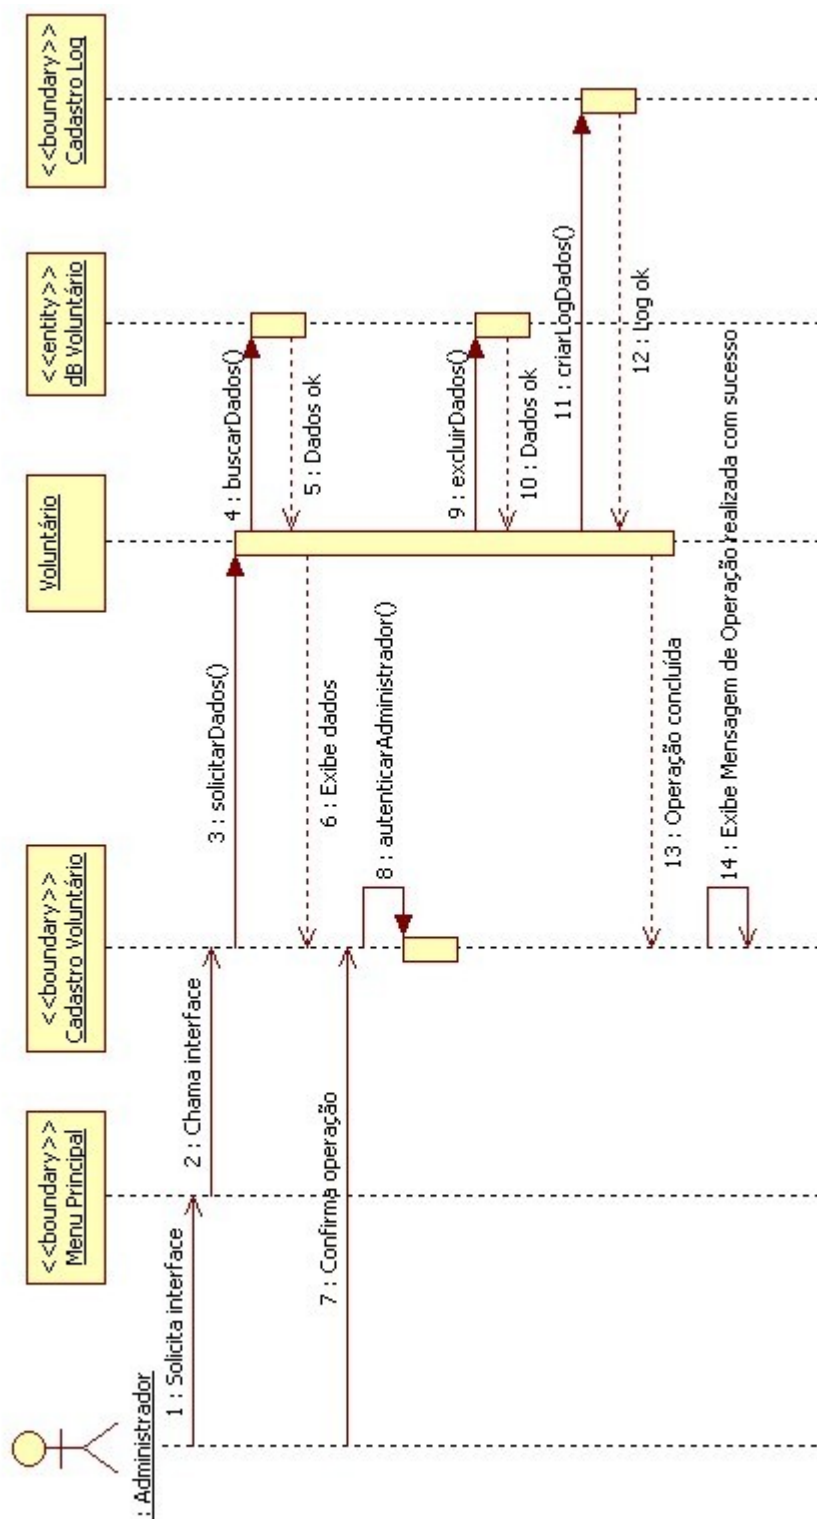 : Administrador
<<boundary>>
Menu Principal
<<boundary>>
Cadastro Voluntário
Voluntário
<<entity>>
dB Voluntário
<<boundary>>
Cadastro Log
1 : Solicita interface
2 : Chama interface
3 : solicitarDados()
4 : buscarDados()
5 : Dados ok
6 : Exibe dados
7 : Confirma operação
8 : autenticarAdministrador()
9 : excluirDados()
10 : Dados ok
11 : criarLogDados()
12 : Log ok
13 : Operação concluída
14 : Exibe Mensagem de Operação realizada com sucesso